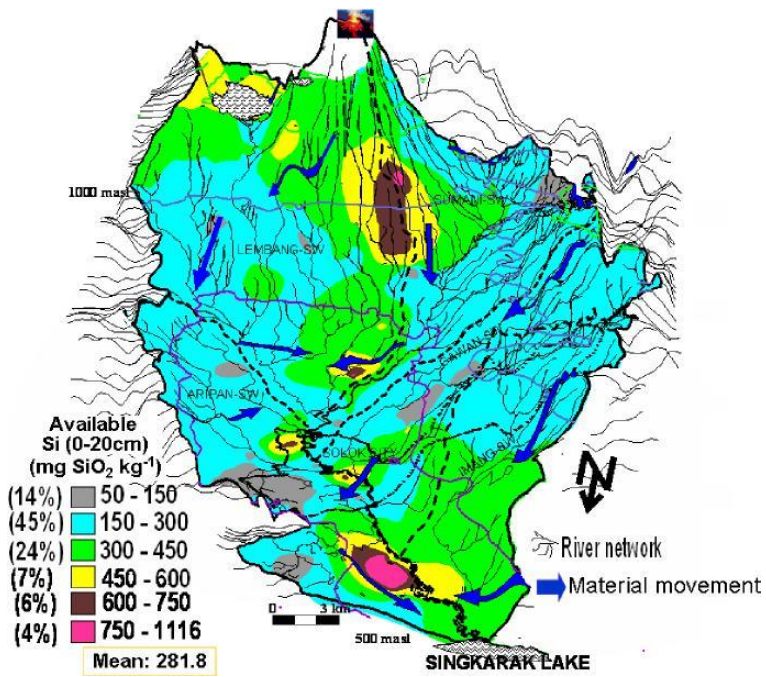 1000 masl
SUMANI-SW
LEMBANG-SW
GAWAN-SW
ARIPAN-SW
SOLOK CITY
IMANG-SW
N
Available
Si (0-20cm)
(mg SiO₂ kg⁻¹)
(14%) 50 - 150
(45%) 150 - 300
(24%) 300 - 450
(7%) 450 - 600
(6%) 600 - 750
(4%) 750 - 1116
Mean: 281.8
River network
Material movement
0 3 km
500 masl
SINGKARAK LAKE